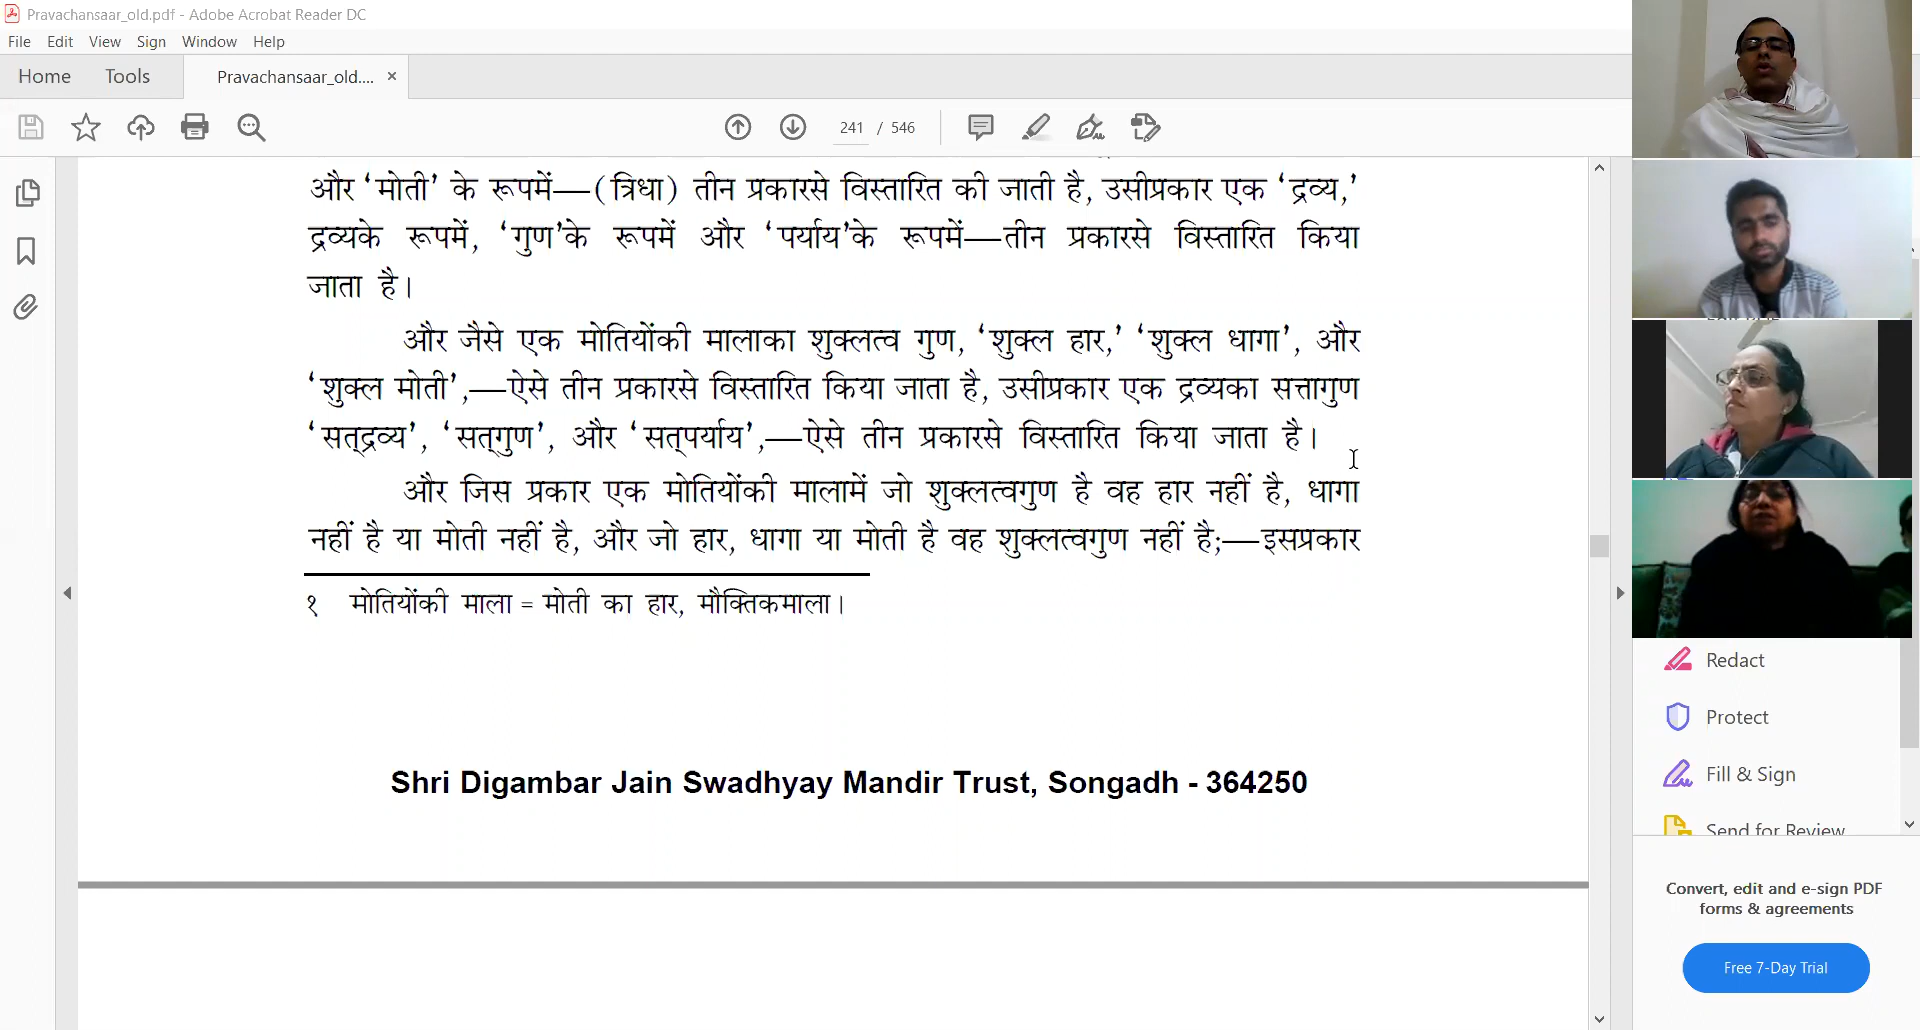 Pravachansaar_old.pdf - Adobe Acrobat Reader DC
File Edit View Sign Window Help
Home Tools Pravachansaar_old.... ×
241 / 546
और ‘मोती’ के रूपमें—(त्रिधा) तीन प्रकारसे विस्तारित की जाती है, उसीप्रकार एक ‘द्रव्य,’
द्रव्यके रूपमें, ‘गुण’के रूपमें और ‘पर्याय’के रूपमें—तीन प्रकारसे विस्तारित किया
जाता है।
और जैसे एक मोतियोंकी मालाका शुक्लत्व गुण, ‘शुक्ल हार,’ ‘शुक्ल धागा’, और
‘शुक्ल मोती’,—ऐसे तीन प्रकारसे विस्तारित किया जाता है, उसीप्रकार एक द्रव्यका सत्तागुण
‘सत्‌द्रव्य’, ‘सत्‌गुण’, और ‘सत्‌पर्याय’,—ऐसे तीन प्रकारसे विस्तारित किया जाता है।
और जिस प्रकार एक मोतियोंकी मालामें जो शुक्लत्वगुण है वह हार नहीं है, धागा
नहीं है या मोती नहीं है, और जो हार, धागा या मोती है वह शुक्लत्वगुण नहीं है;—इसप्रकार
१ मोतियोंकी माला = मोती का हार, मौक्तिकमाला।
Shri Digambar Jain Swadhyay Mandir Trust, Songadh - 364250
Redact
Protect
Fill & Sign
Send for Review
Convert, edit and e-sign PDF
forms & agreements
Free 7-Day Trial